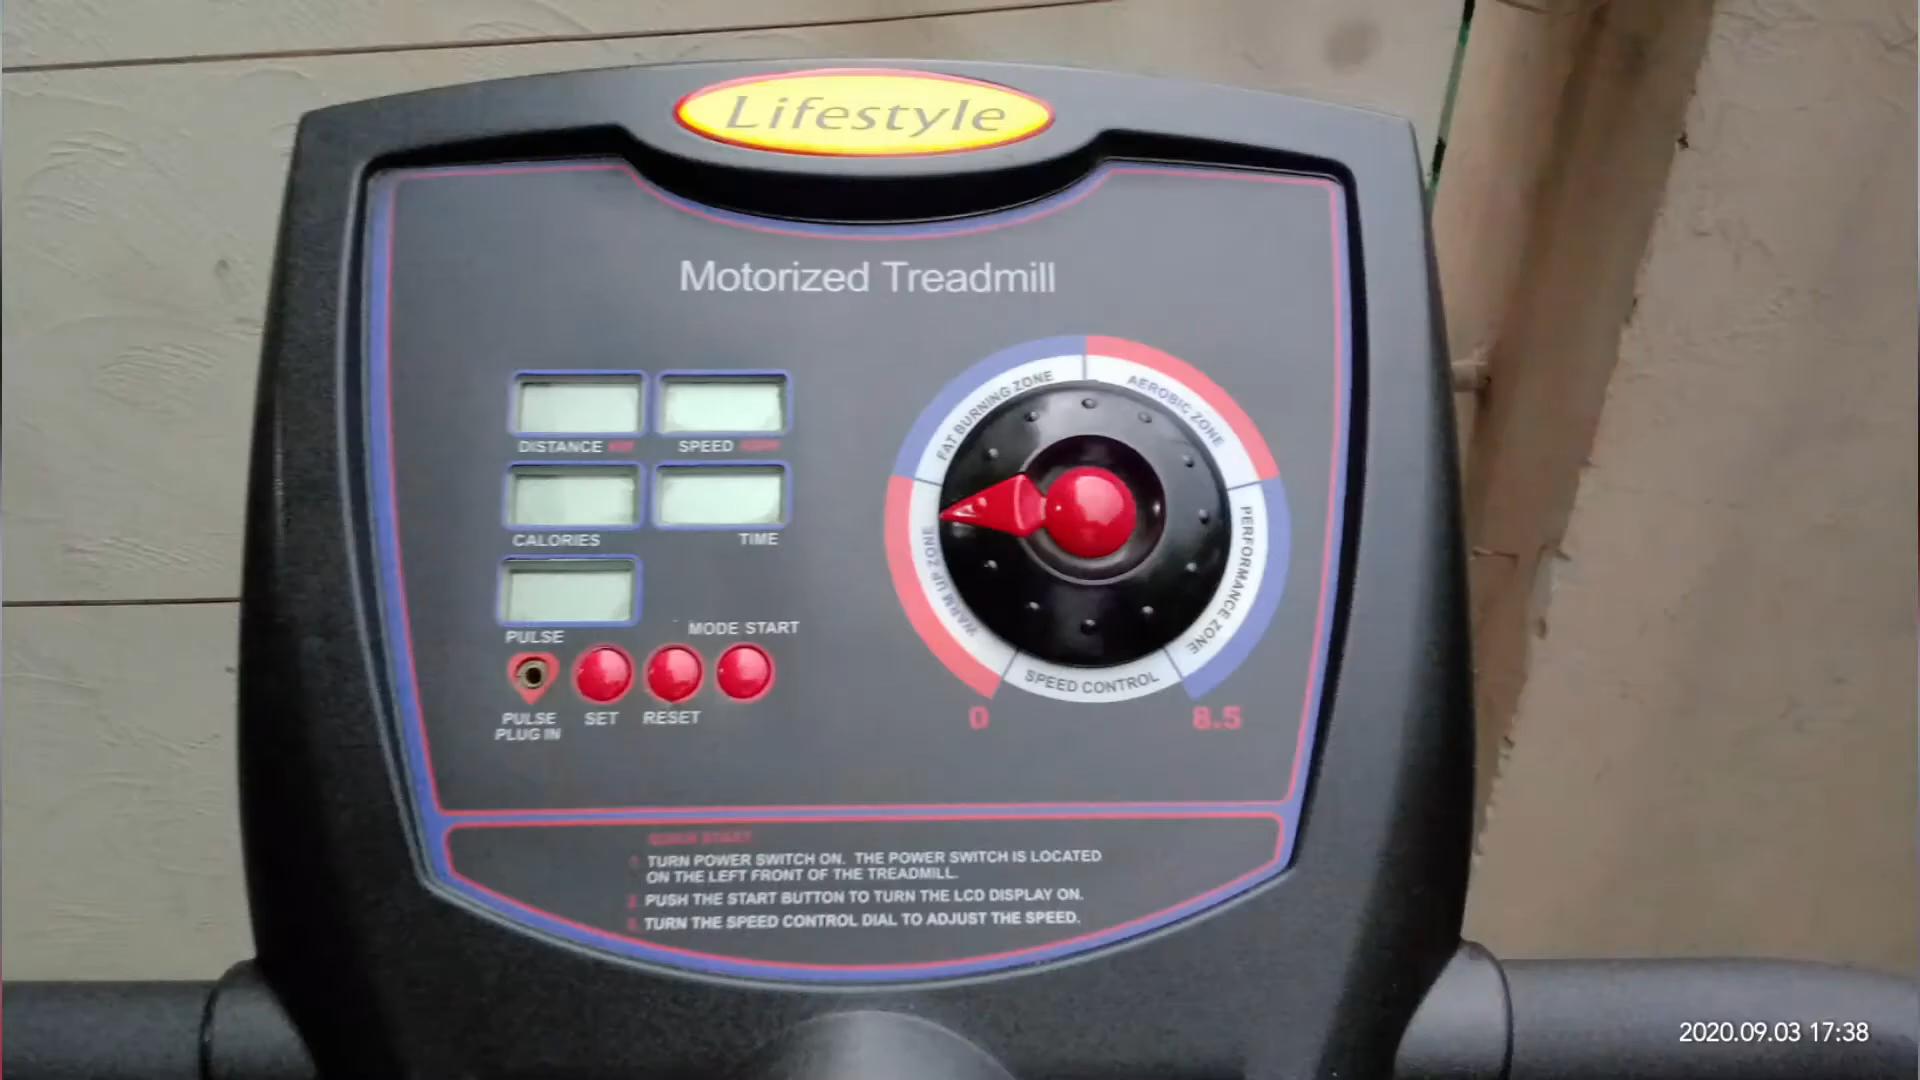 Lifestyle
Motorized Treadmill
DISTANCE
SPEED
CALORIES
TIME
PULSE
MODE START
PULSE
PLUG IN
SET
RESET
FAT BURNING ZONE
AEROBIC ZONE
WARM UP ZONE
PERFORMANCE ZONE
SPEED CONTROL
0
8.5
QUICK START
TURN POWER SWITCH ON. THE POWER SWITCH IS LOCATED
ON THE LEFT FRONT OF THE TREADMILL.
PUSH THE START BUTTON TO TURN THE LCD DISPLAY ON.
TURN THE SPEED CONTROL DIAL TO ADJUST THE SPEED.
2020.09.03 17:38